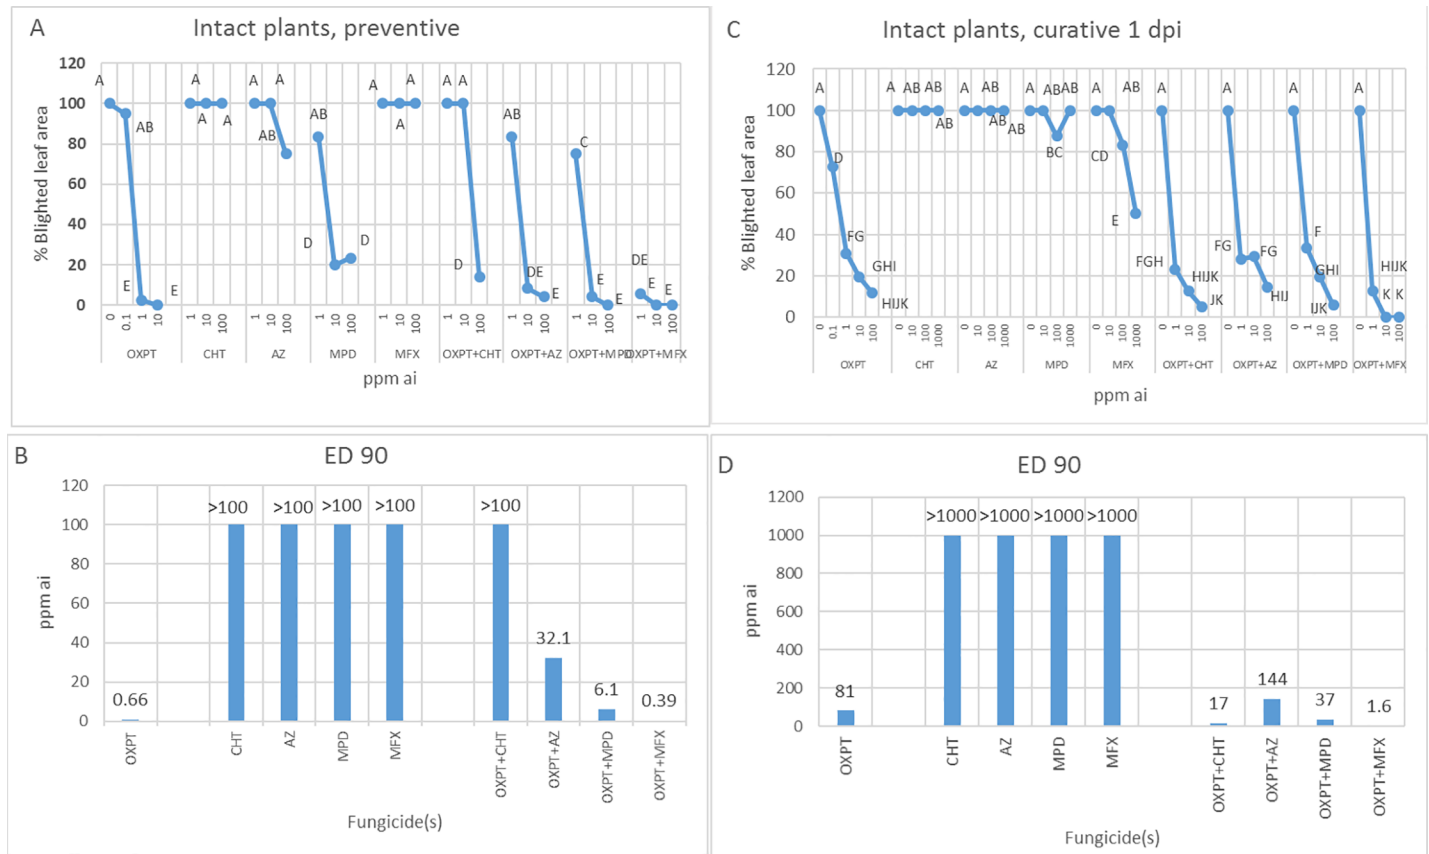 A
Intact plants, preventive
% Blighted leaf area
120
100
80
60
40
20
0
A
AB
E
E
A
A
A
A
A
AB
AB
D
D
A
A
A
A
A
D
AB
DE
E
C
E
E
DE
E
E
0
0.1
1
10
1
10
100
1
10
100
1
10
100
1
10
100
1
10
100
1
10
100
1
10
100
1
10
100
OXPT
CHT
AZ
MPD
MFX
OXPT+CHT
OXPT+AZ
OXPT+MPD
OXPT+MFX
ppm ai
C
Intact plants, curative 1 dpi
% Blighted leaf area
120
100
80
60
40
20
0
A
D
FG
GHI
HIJK
A
AB
AB
AB
A
AB
AB
AB
A
AB
BC
AB
A
AB
CD
E
A
FGH
HIJK
JK
A
FG
FG
HIJ
A
F
GHI
IJK
A
HIJK
K
K
0
0.1
1
10
100
0
10
100
1000
0
10
100
1000
0
10
100
1000
0
10
100
1000
0
1
10
100
0
1
10
100
0
1
10
100
0
1
10
100
OXPT
CHT
AZ
MPD
MFX
OXPT+CHT
OXPT+AZ
OXPT+MPD
OXPT+MFX
ppm ai
B
ED 90
ppm ai
120
100
80
60
40
20
0
0.66
>100
>100
>100
>100
>100
32.1
6.1
0.39
OXPT
CHT
AZ
MPD
MFX
OXPT+CHT
OXPT+AZ
OXPT+MPD
OXPT+MFX
Fungicide(s)
D
ED 90
ppm ai
1200
1000
800
600
400
200
0
81
>1000
>1000
>1000
>1000
17
144
37
1.6
OXPT
CHT
AZ
MPD
MFX
OXPT+CHT
OXPT+AZ
OXPT+MPD
OXPT+MFX
Fungicide(s)